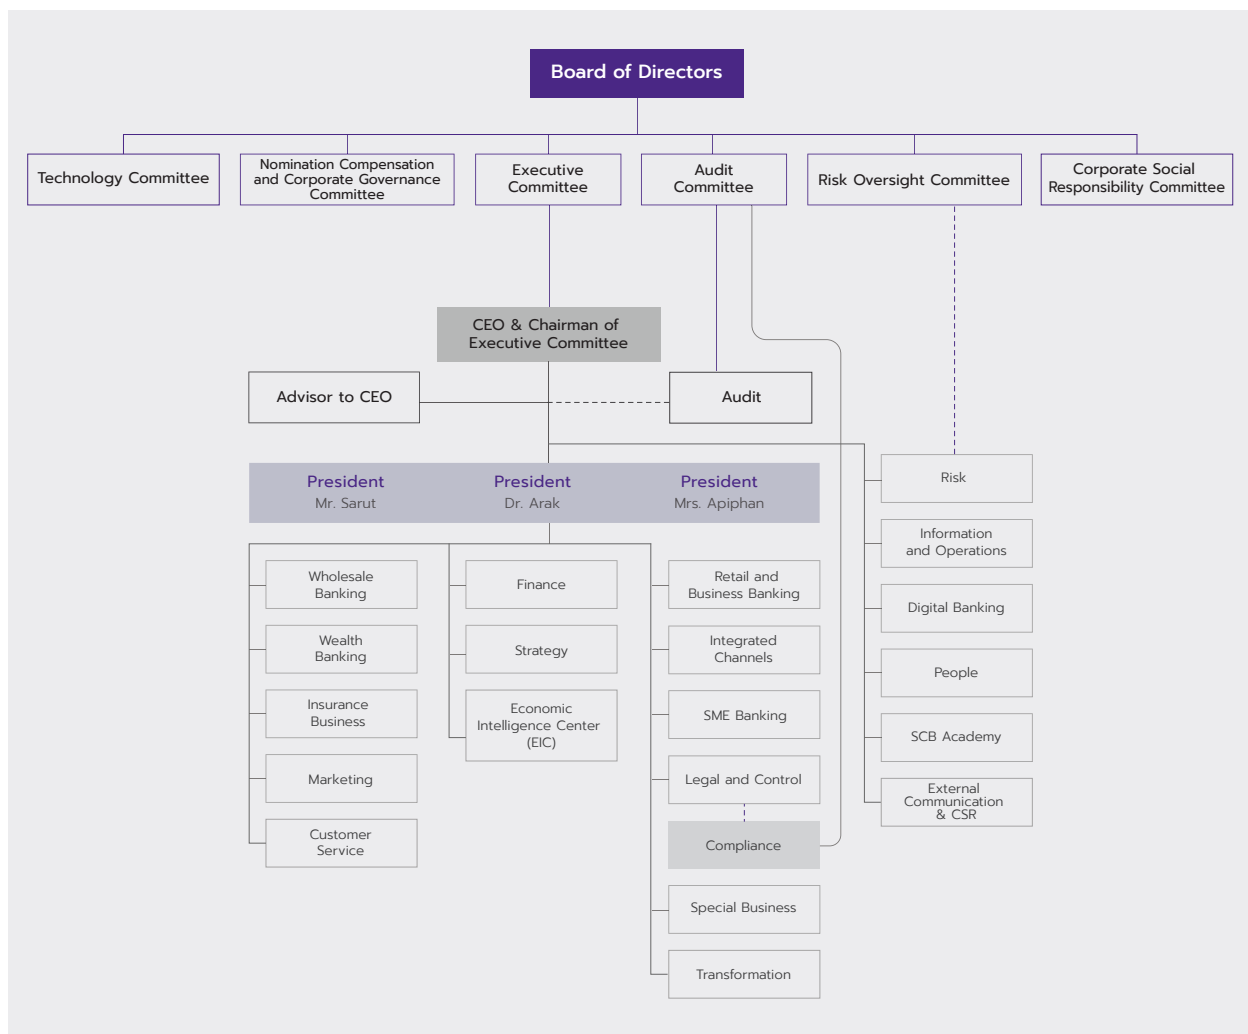 Board of Directors
Technology Committee
Nomination Compensation
and Corporate Governance
Committee
Executive
Committee
Audit
Committee
Risk Oversight Committee
Corporate Social
Responsibility Committee
CEO & Chairman of
Executive Committee
Advisor to CEO
Audit
President
Mr. Sarut
President
Dr. Arak
President
Mrs. Apiphan
Wholesale
Banking
Wealth
Banking
Insurance
Business
Marketing
Customer
Service
Finance
Strategy
Economic
Intelligence Center
(EIC)
Retail and
Business Banking
Integrated
Channels
SME Banking
Legal and Control
Compliance
Special Business
Transformation
Risk
Information
and Operations
Digital Banking
People
SCB Academy
External
Communication
& CSR